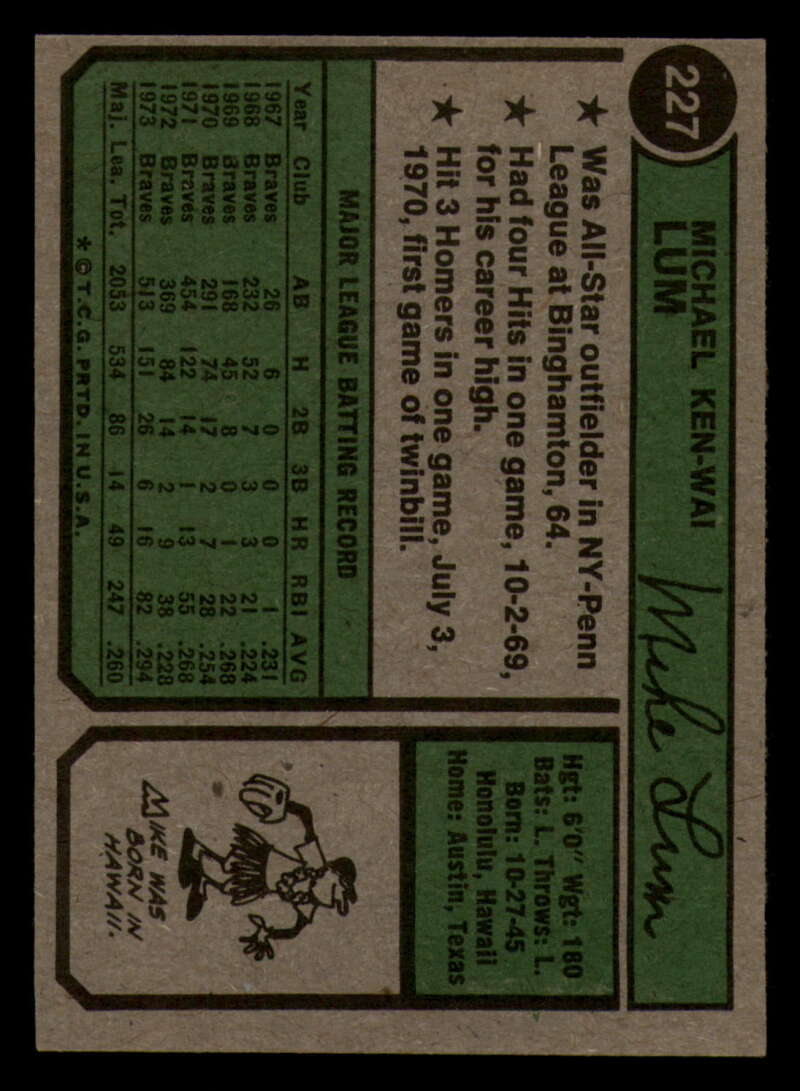 227
MICHAEL KEN-WAI
LUM
Mike Lum
★ Was All-Star outfielder in NY-Penn
League at Binghamton, 64.
★ Had four Hits in one game, 10-2-69,
for his career high.
★ Hit 3 Homers in one game, July 3,
1970, first game of twinbill.
MAJOR LEAGUE BATTING RECORD
Year Club AB H 2B 3B HR RBI AVG
1967 Braves 26 6 0 0 0 1 .231
1968 Braves 232 52 7 3 3 21 .224
1969 Braves 168 45 8 0 1 22 .268
1970 Braves 291 74 17 2 7 28 .254
1971 Braves 454 122 14 1 13 55 .268
1972 Braves 369 84 14 2 9 38 .228
1973 Braves 513 151 26 6 16 82 .294
Maj. Lea. Tot. 2053 534 86 14 49 247 .260
* © T.C.G. PRTD. IN U.S.A.
Hgt: 6'0" Wgt: 180
Bats: L. Throws: L.
Born: 10-27-45
Honolulu, Hawaii
Home: Austin, Texas
MIKE WAS
BORN IN
HAWAII.